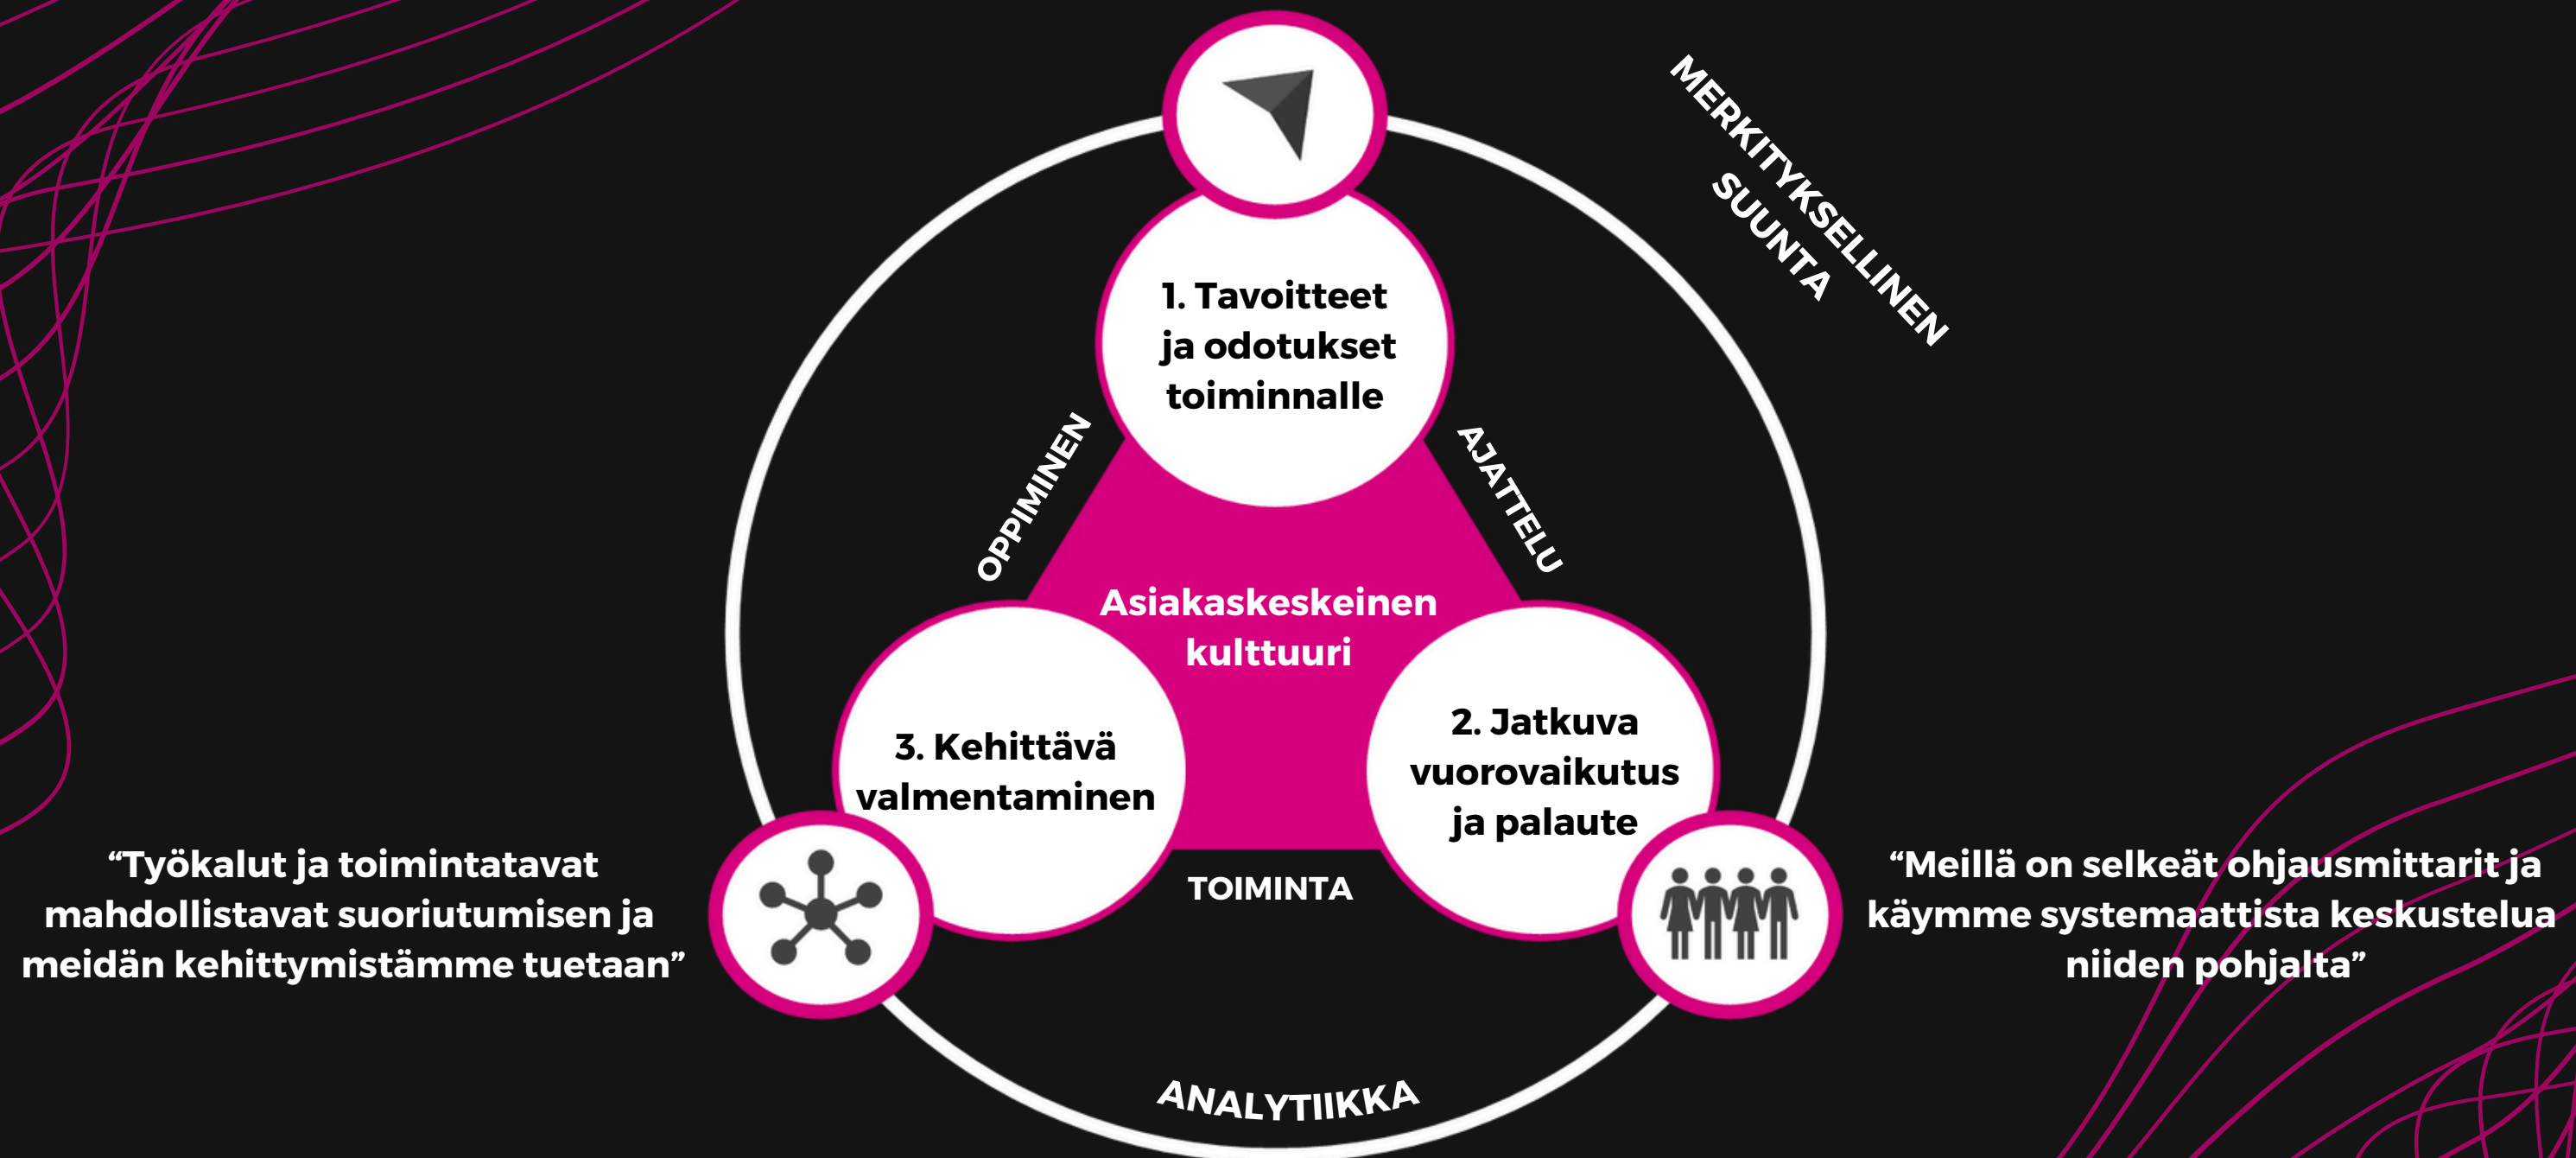 MERKITYKSELLINEN
SUUNTA
1. Tavoitteet
ja odotukset
toiminnalle
OPPIMINEN
AJATTELU
Asiakaskeskeinen
kulttuuri
3. Kehittävä
valmentaminen
2. Jatkuva
vuorovaikutus
ja palaute
TOIMINTA
“Työkalut ja toimintatavat
mahdollistavat suoriutumisen ja
meidän kehittymistämme tuetaan”
“Meillä on selkeät ohjausmittarit ja
käymme systemaattista keskustelua
niiden pohjalta”
ANALYTIIKKA